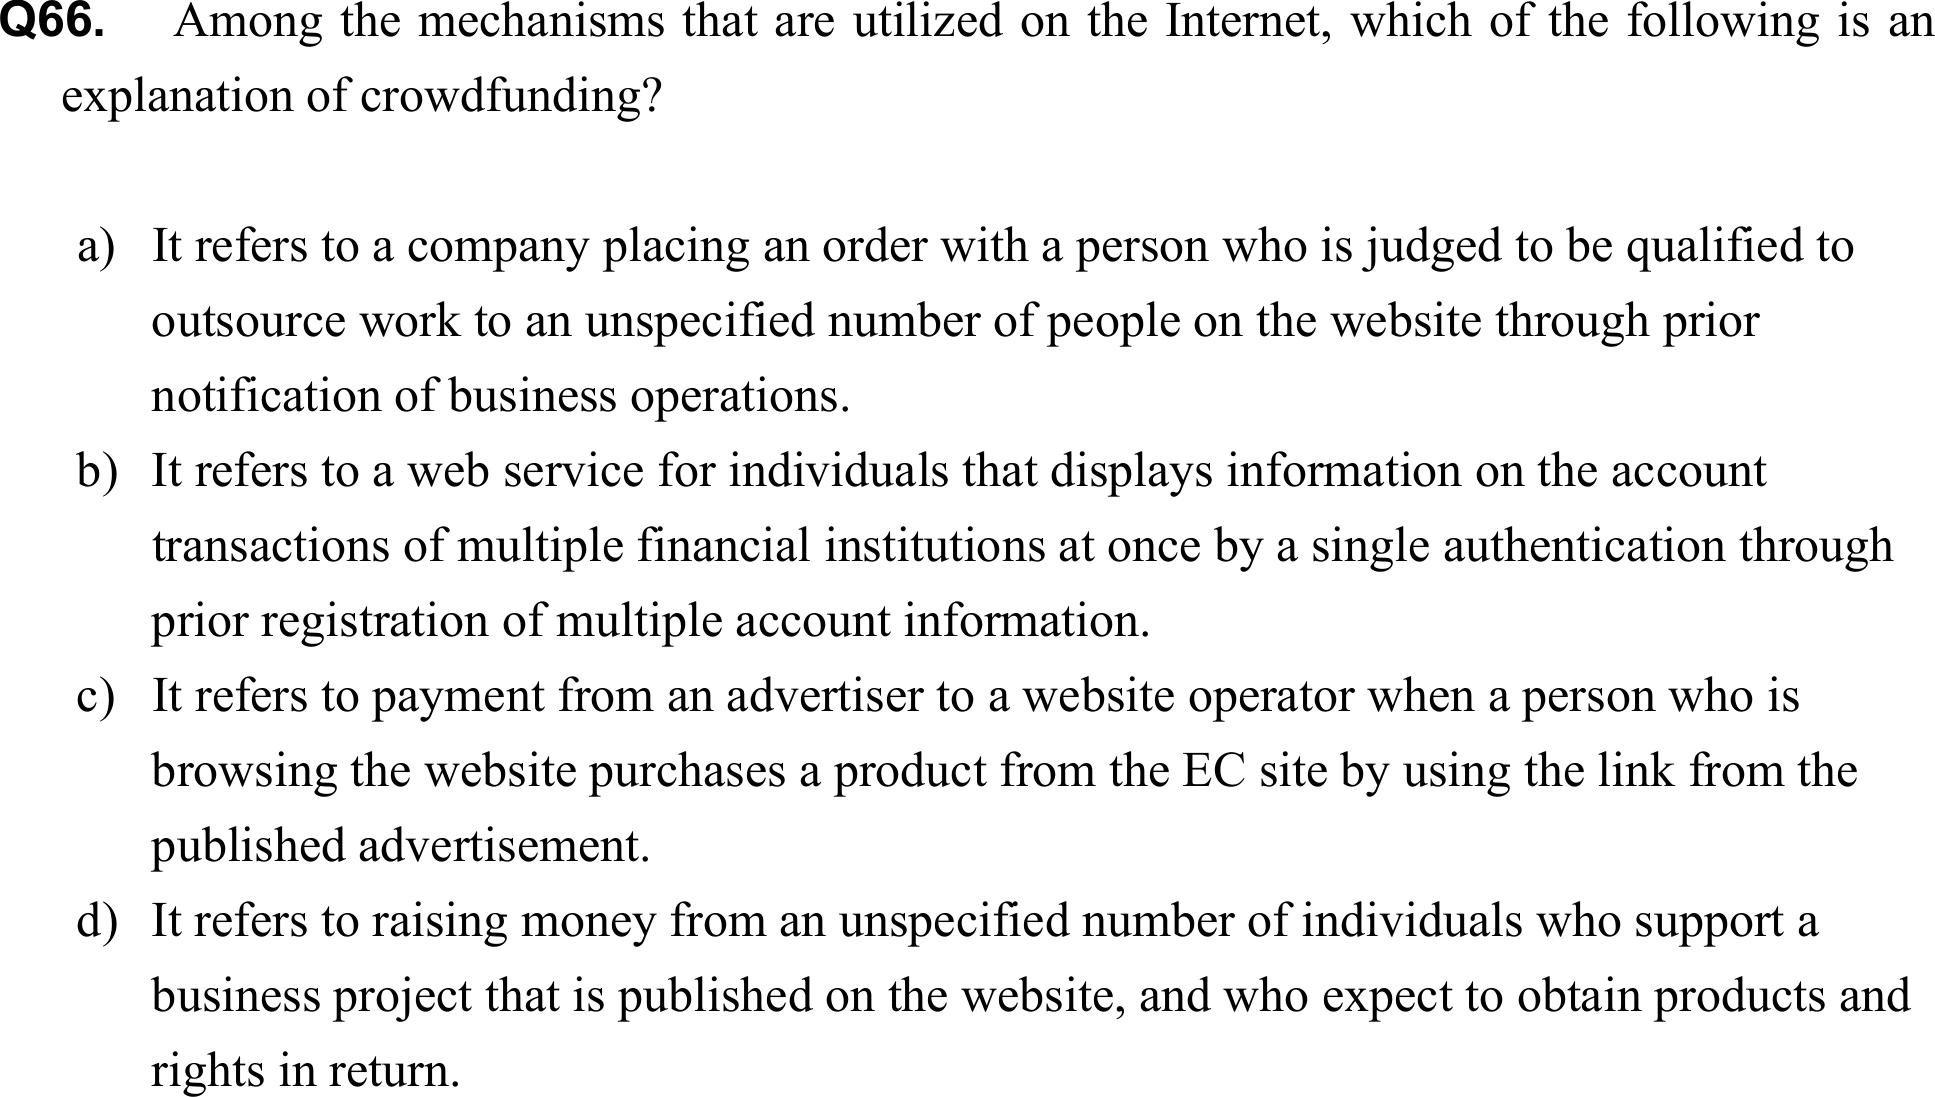 Q66. Among the mechanisms that are utilized on the Internet, which of the following is an
explanation of crowdfunding?
a) It refers to a company placing an order with a person who is judged to be qualified to
outsource work to an unspecified number of people on the website through prior
notification of business operations.
b) It refers to a web service for individuals that displays information on the account
transactions of multiple financial institutions at once by a single authentication through
prior registration of multiple account information.
c) It refers to payment from an advertiser to a website operator when a person who is
browsing the website purchases a product from the EC site by using the link from the
published advertisement.
d) It refers to raising money from an unspecified number of individuals who support a
business project that is published on the website, and who expect to obtain products and
rights in return.